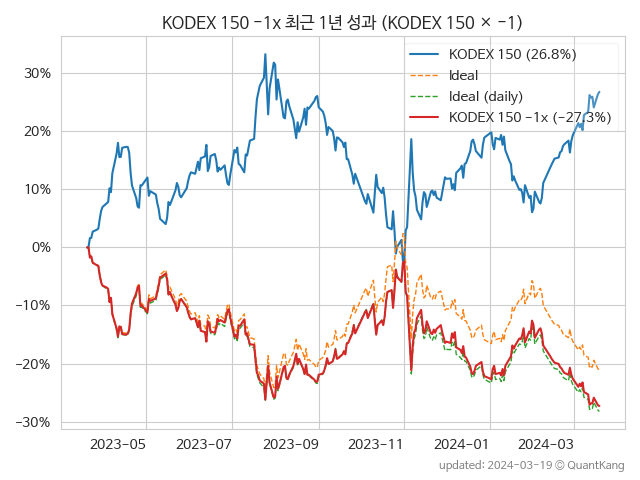 KODEX 150 −1x 최근 1년 성과 (KODEX 150 × −1)
KODEX 150 (26.8%)
Ideal
Ideal (daily)
KODEX 150 −1x (−27.3%)
30%
20%
10%
0%
−10%
−20%
−30%
2023−05
2023−07
2023−09
2023−11
2024−01
2024−03
updated: 2024−03−19 © QuantKang